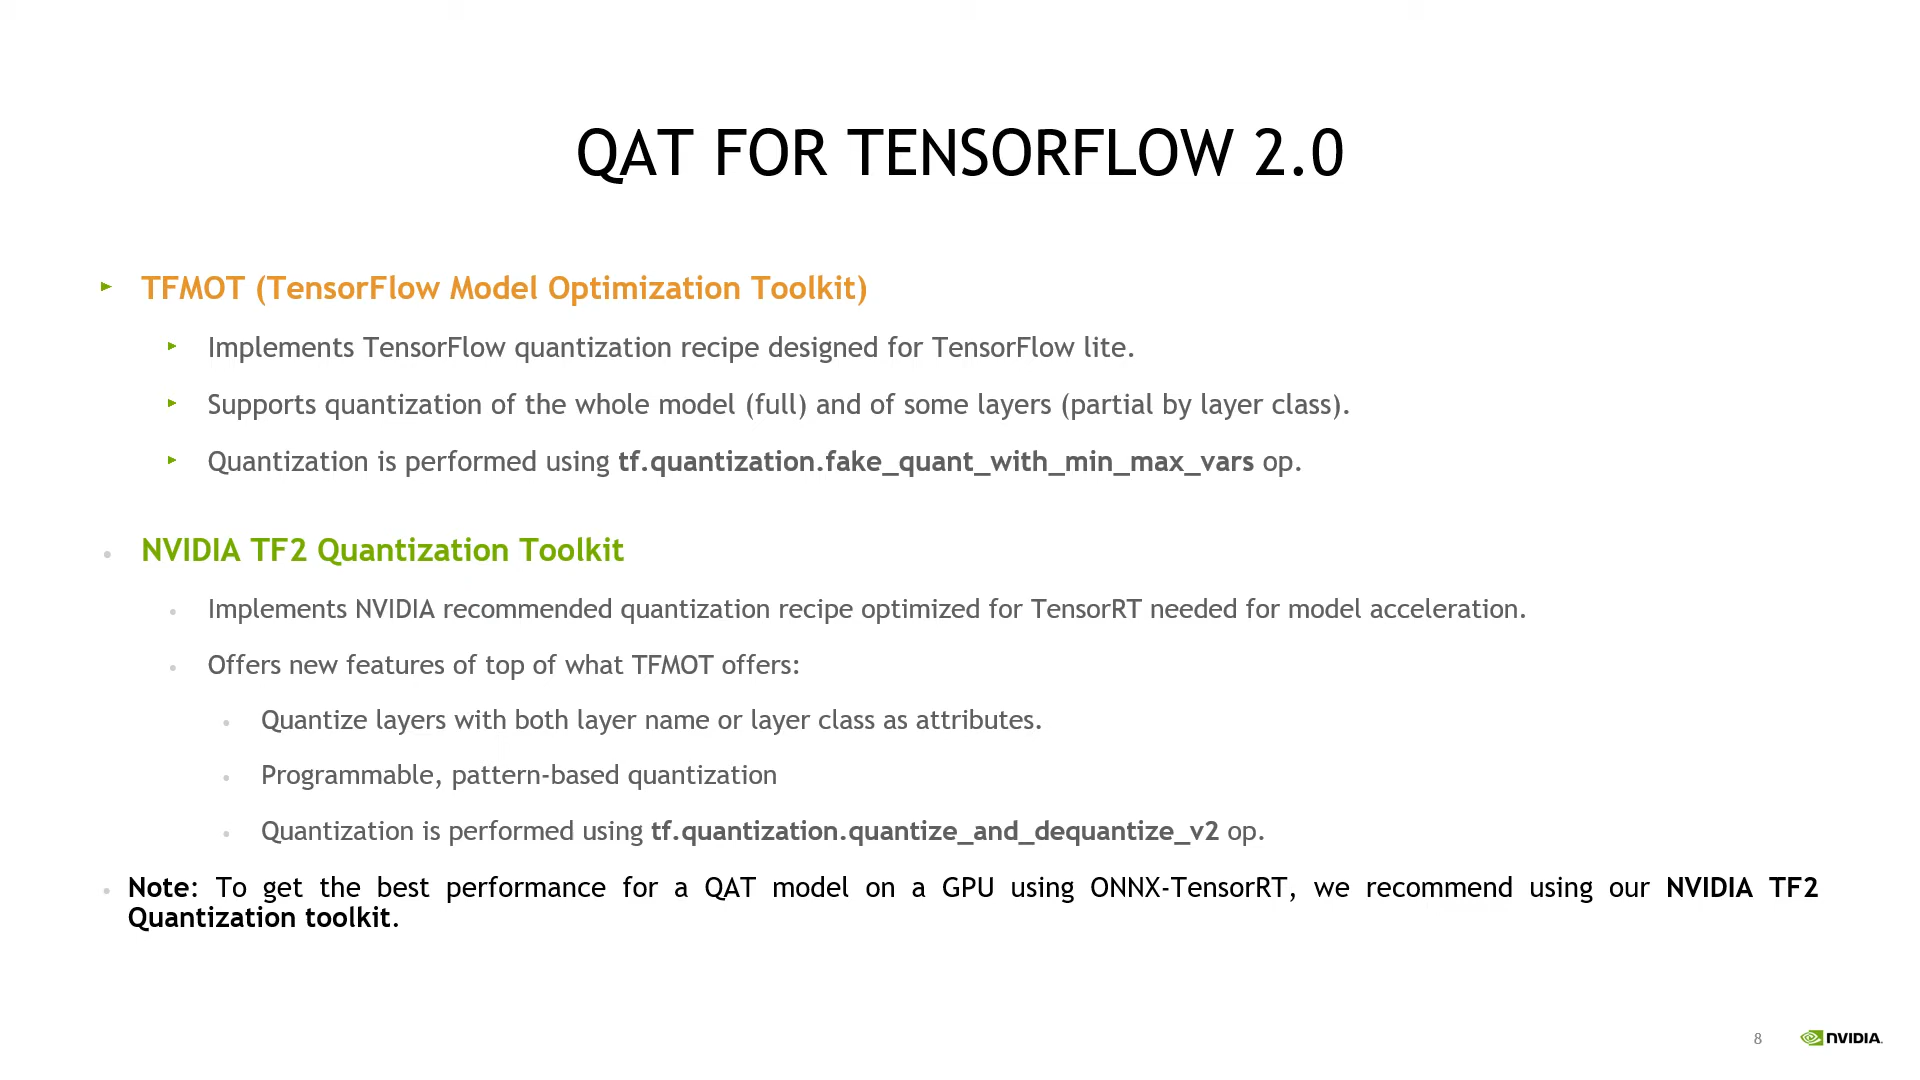 QAT FOR TENSORFLOW 2.0
TFMOT (TensorFlow Model Optimization Toolkit)
Implements TensorFlow quantization recipe designed for TensorFlow lite.
Supports quantization of the whole model (full) and of some layers (partial by layer class).
Quantization is performed using tf.quantization.fake_quant_with_min_max_vars op.
NVIDIA TF2 Quantization Toolkit
Implements NVIDIA recommended quantization recipe optimized for TensorRT needed for model acceleration.
Offers new features of top of what TFMOT offers:
Quantize layers with both layer name or layer class as attributes.
Programmable, pattern-based quantization
Quantization is performed using tf.quantization.quantize_and_dequantize_v2 op.
Note: To get the best performance for a QAT model on a GPU using ONNX-TensorRT, we recommend using our NVIDIA TF2
Quantization toolkit.
8
NVIDIA.